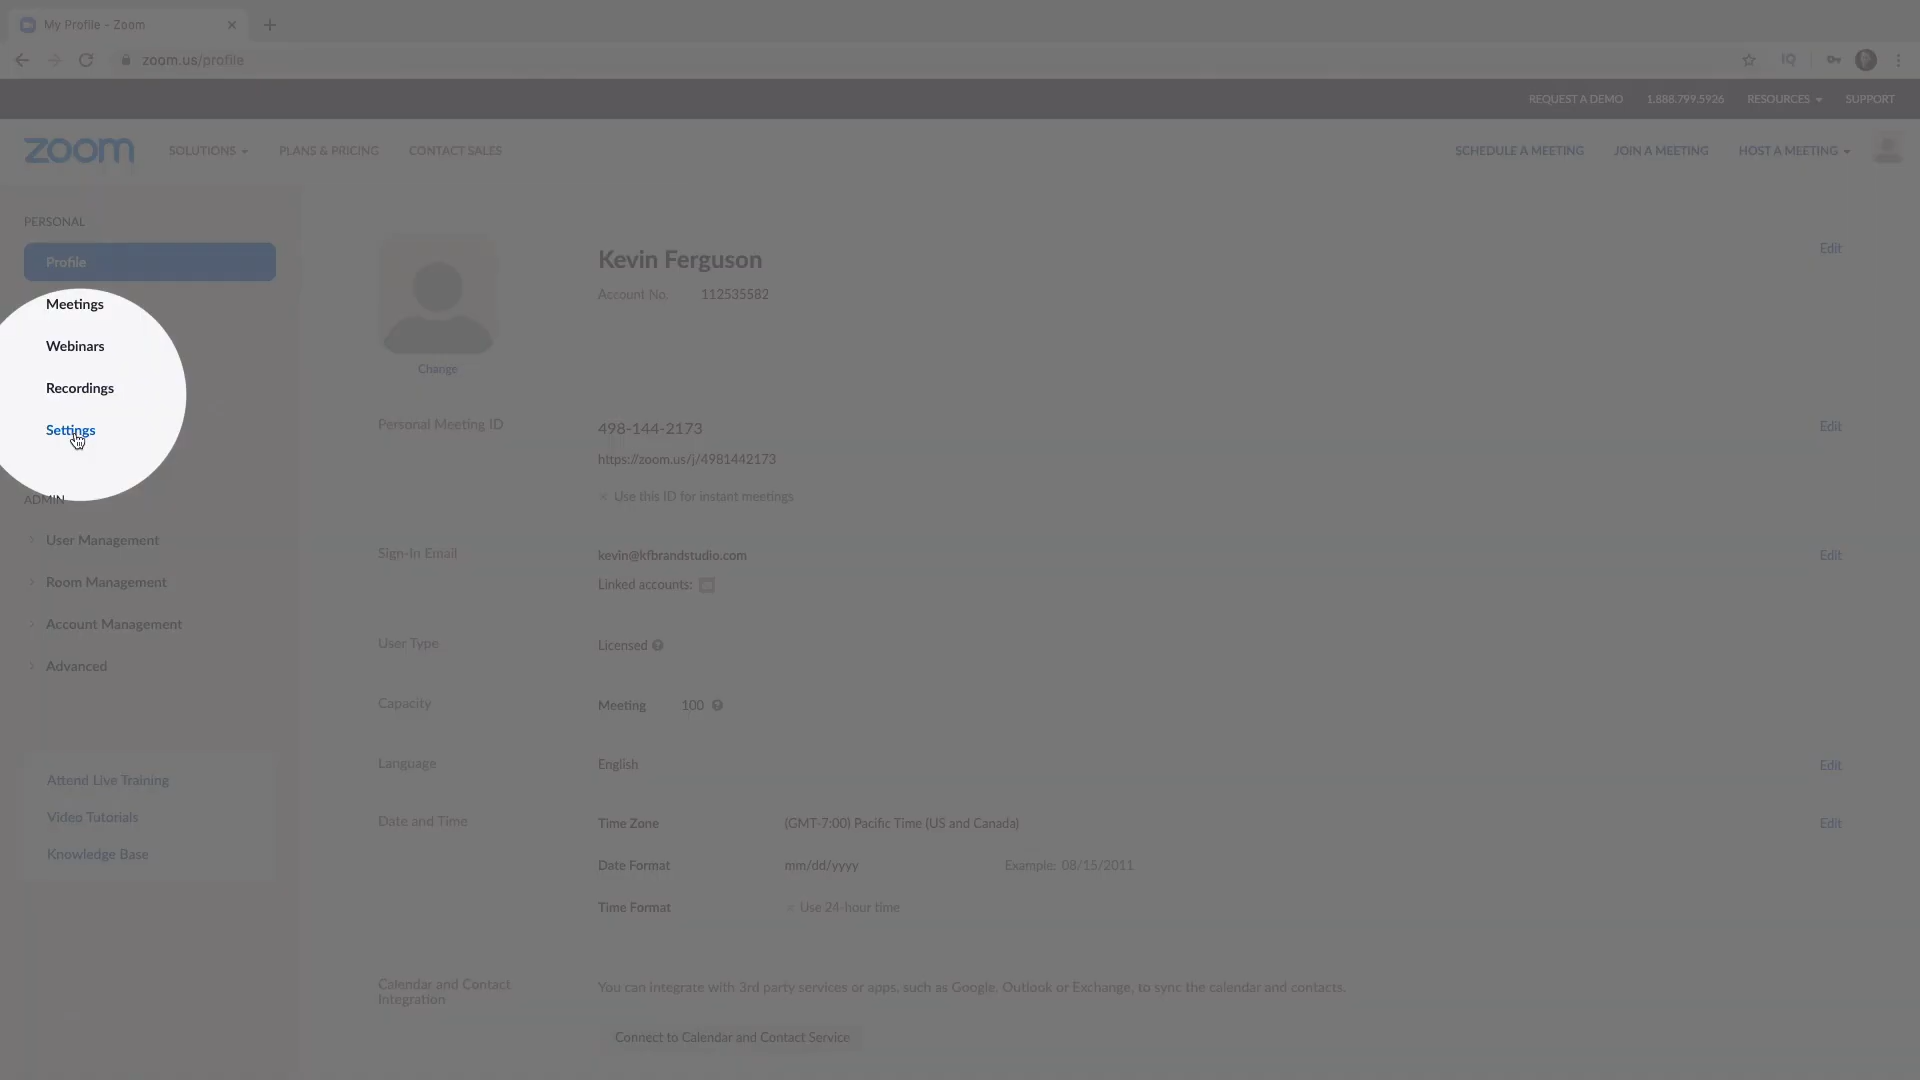 My Profile - Zoom
zoom.us/profile
REQUEST A DEMO 1.888.799.5926 RESOURCES SUPPORT
zoom SOLUTIONS PLANS & PRICING CONTACT SALES SCHEDULE A MEETING JOIN A MEETING HOST A MEETING
PERSONAL
Profile
Meetings
Webinars
Recordings
Settings
ADMIN
User Management
Room Management
Account Management
Advanced
Attend Live Training
Video Tutorials
Knowledge Base
Change
Kevin Ferguson Edit
Account No. 112535582
Personal Meeting ID 498-144-2173 Edit
https://zoom.us/j/4981442173
× Use this ID for instant meetings
Sign-In Email kevin@kfbrandstudio.com Edit
Linked accounts:
User Type Licensed
Capacity Meeting 100
Language English Edit
Date and Time Time Zone (GMT-7:00) Pacific Time (US and Canada) Edit
Date Format mm/dd/yyyy Example: 08/15/2011
Time Format × Use 24-hour time
Calendar and Contact
Integration
You can integrate with 3rd party services or apps, such as Google, Outlook or Exchange, to sync the calendar and contacts.
Connect to Calendar and Contact Service